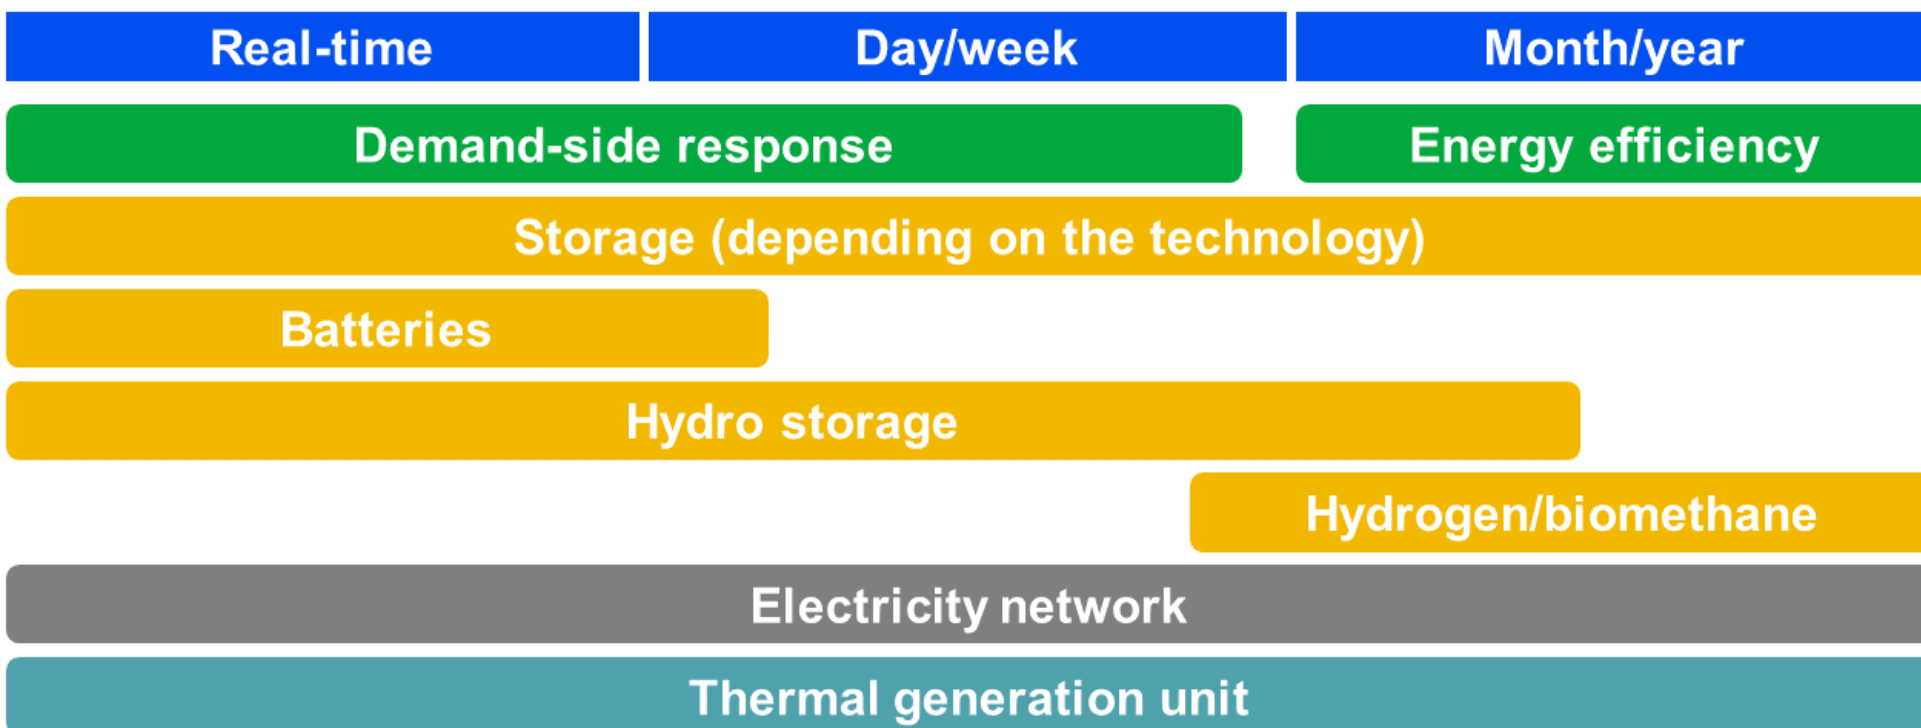 Real-time
Day/week
Month/year
Demand-side response
Energy efficiency
Storage (depending on the technology)
Batteries
Hydro storage
Hydrogen/biomethane
Electricity network
Thermal generation unit